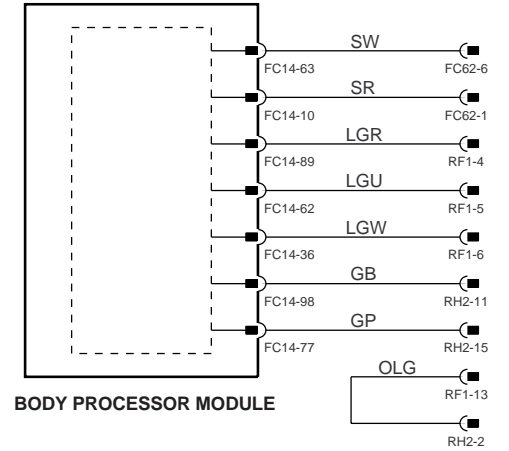 SW
FC14-63 FC62-6
SR
FC14-10 FC62-1
LGR
FC14-89 RF1-4
LGU
FC14-62 RF1-5
LGW
FC14-36 RF1-6
GB
FC14-98 RH2-11
GP
FC14-77 RH2-15
OLG
RF1-13
BODY PROCESSOR MODULE
RH2-2